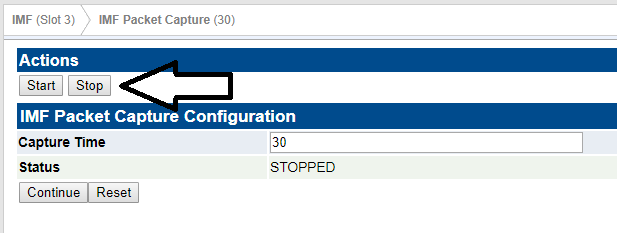 IMF (Slot 3) IMF Packet Capture (30)
Actions
Start Stop
IMF Packet Capture Configuration
Capture Time 30
Status STOPPED
Continue Reset